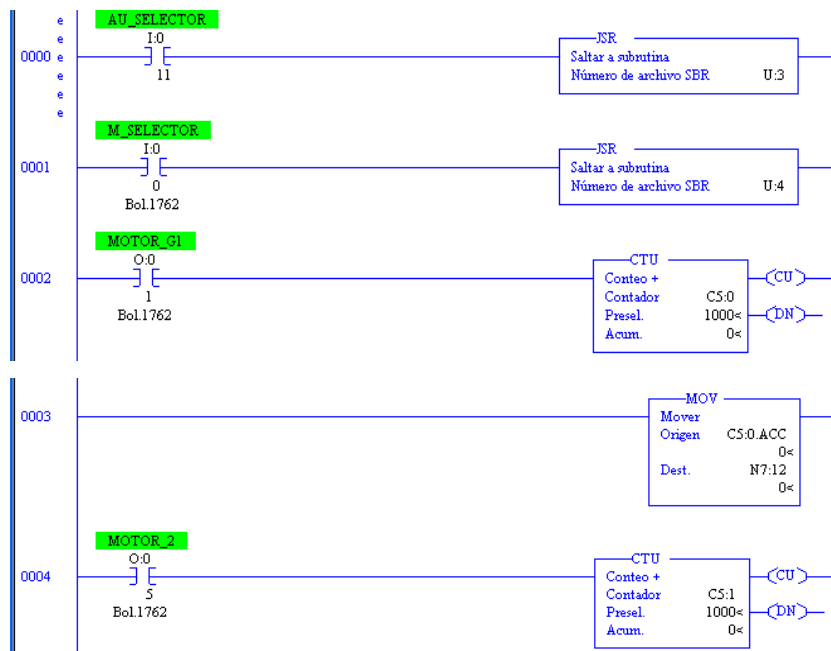 e
AU_SELECTOR
e
I:0
JSR
0000 e
Saltar a subrutina
e
11
Número de archivo SBR U:3
e
e
M_SELECTOR
I:0
JSR
0001
Saltar a subrutina
0
Número de archivo SBR U:4
Bol.1762
MOTOR_G1
O:0
CTU
0002
Conteo +
CU
1
Contador C5:0
Bol.1762
Presel. 1000<
DN
Acum. 0<
MOV
0003
Mover
Origen C5:0.ACC
0<
Dest. N7:12
0<
MOTOR_2
O:0
CTU
0004
Conteo +
CU
5
Contador C5:1
Bol.1762
Presel. 1000<
DN
Acum. 0<